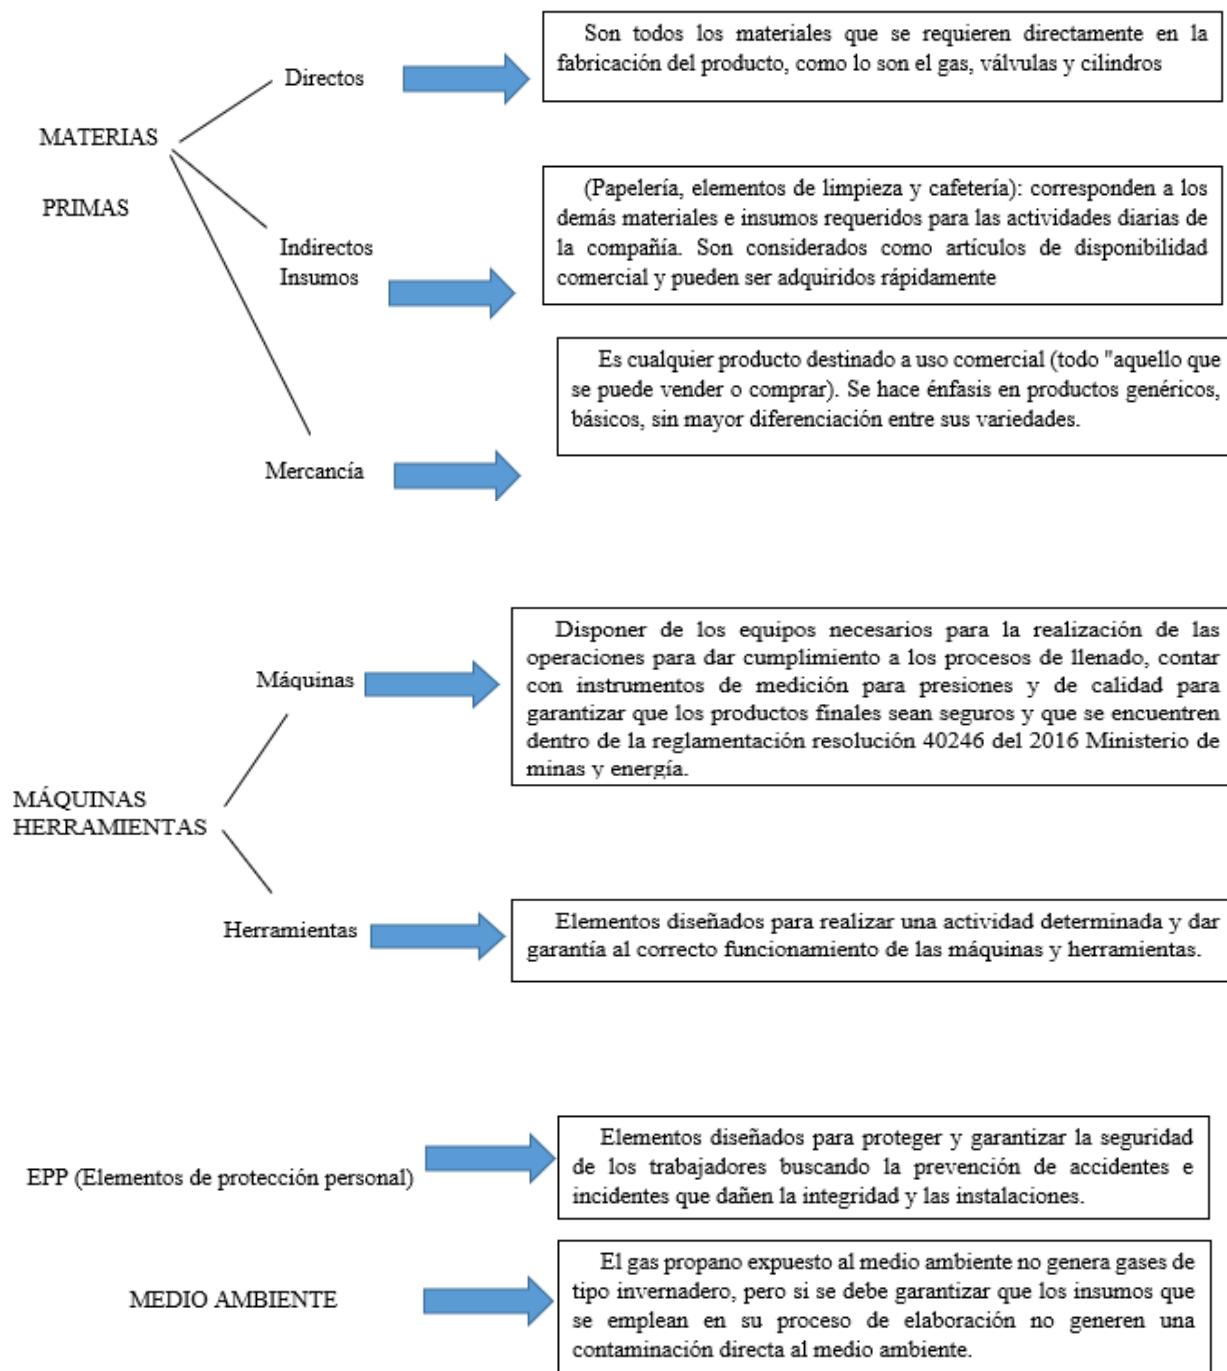 Son todos los materiales que se requieren directamente en la
fabricación del producto, como lo son el gas, válvulas y cilindros
Directos
MATERIAS
PRIMAS
(Papelería, elementos de limpieza y cafetería): corresponden a los
demás materiales e insumos requeridos para las actividades diarias de
la compañía. Son considerados como artículos de disponibilidad
comercial y pueden ser adquiridos rápidamente
Indirectos
Insumos
Es cualquier producto destinado a uso comercial (todo "aquello que
se puede vender o comprar). Se hace énfasis en productos genéricos,
básicos, sin mayor diferenciación entre sus variedades.
Mercancía
Disponer de los equipos necesarios para la realización de las
operaciones para dar cumplimiento a los procesos de llenado, contar
con instrumentos de medición para presiones y de calidad para
garantizar que los productos finales sean seguros y que se encuentren
dentro de la reglamentación resolución 40246 del 2016 Ministerio de
minas y energía.
Máquinas
MÁQUINAS
HERRAMIENTAS
Herramientas
Elementos diseñados para realizar una actividad determinada y dar
garantía al correcto funcionamiento de las máquinas y herramientas.
EPP (Elementos de protección personal)
Elementos diseñados para proteger y garantizar la seguridad
de los trabajadores buscando la prevención de accidentes e
incidentes que dañen la integridad y las instalaciones.
MEDIO AMBIENTE
El gas propano expuesto al medio ambiente no genera gases de
tipo invernadero, pero si se debe garantizar que los insumos que
se emplean en su proceso de elaboración no generen una
contaminación directa al medio ambiente.